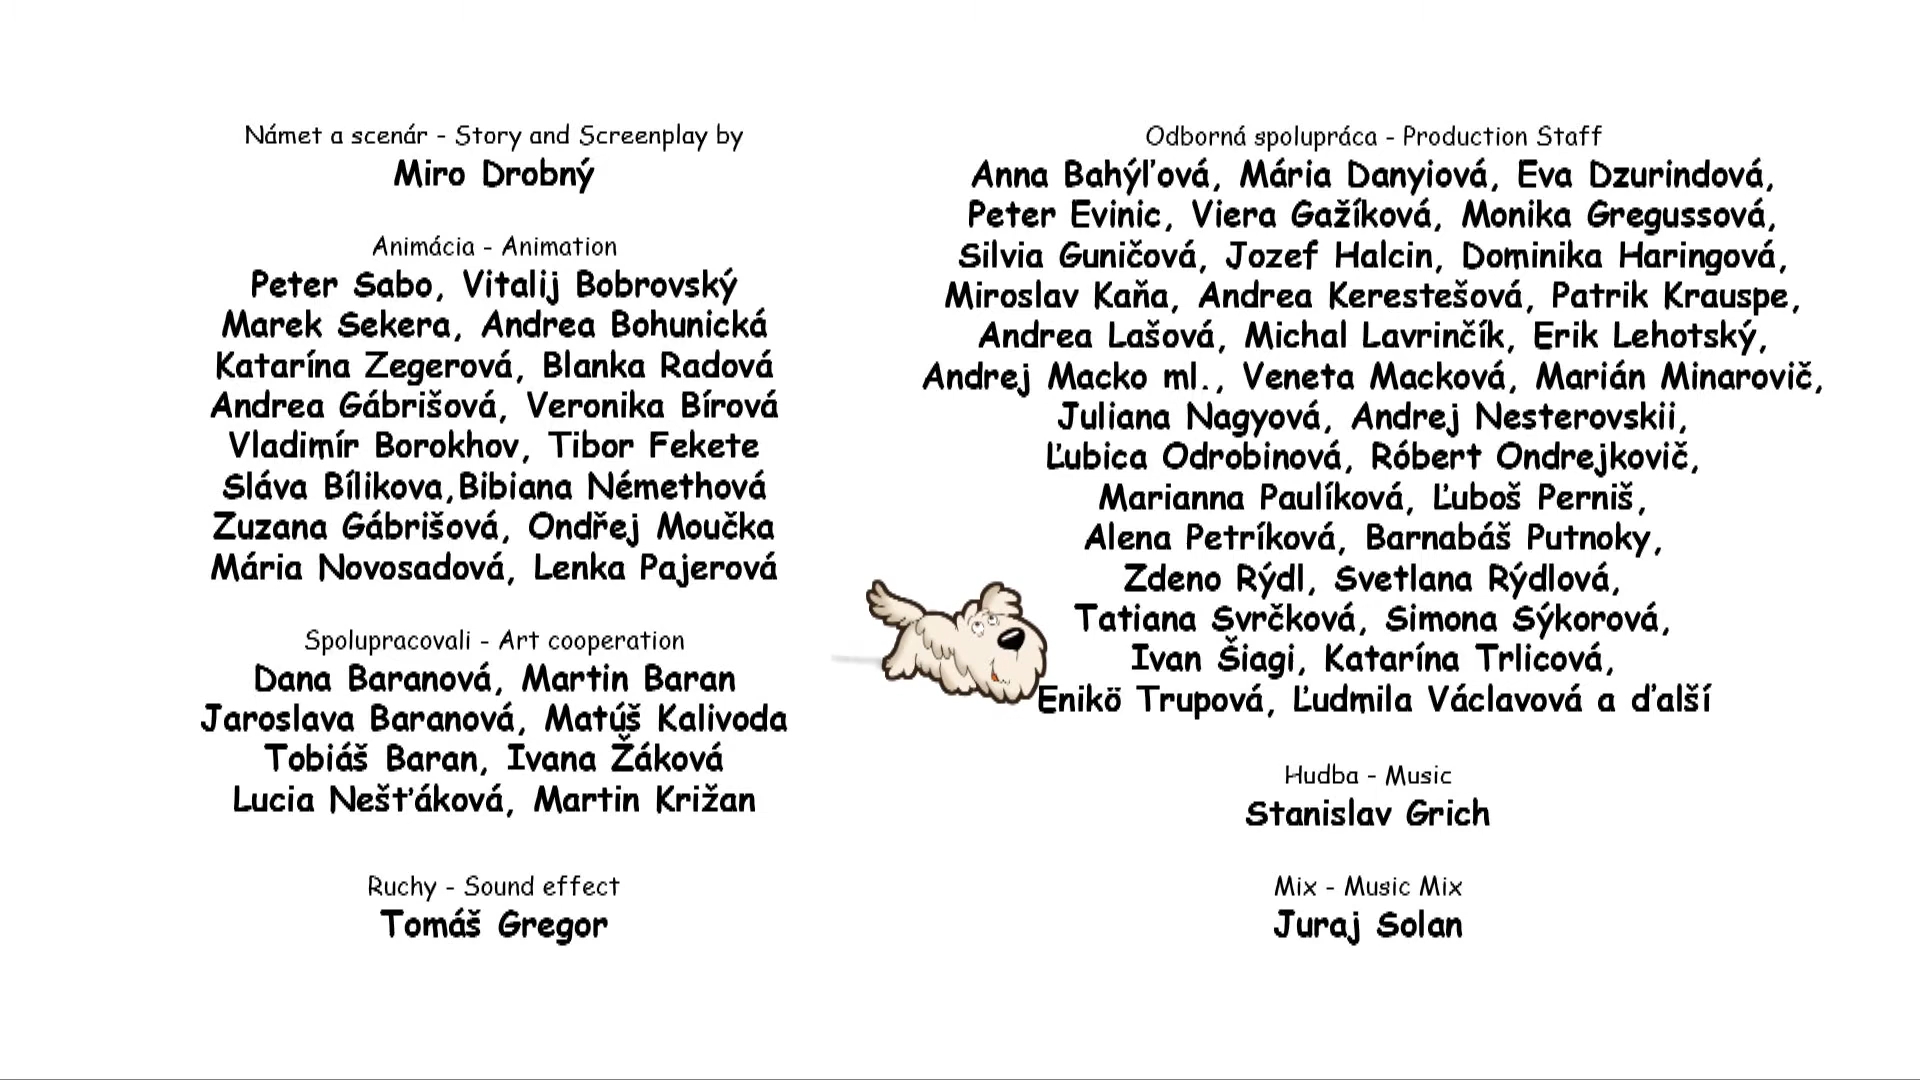 Námet a scenár - Story and Screenplay by
Miro Drobný
Animácia - Animation
Peter Sabo, Vitalij Bobrovský
Marek Sekera, Andrea Bohunická
Katarína Zegerová, Blanka Radová
Andrea Gábrišová, Veronika Bírová
Vladimír Borokhov, Tibor Fekete
Sláva Bílikova,Bibiana Némethová
Zuzana Gábrišová, Ondřej Moučka
Mária Novosadová, Lenka Pajerová
Spolupracovali - Art cooperation
Dana Baranová, Martin Baran
Jaroslava Baranová, Matúš Kalivoda
Tobiáš Baran, Ivana Žáková
Lucia Nešťáková, Martin Križan
Ruchy - Sound effect
Tomáš Gregor
Odborná spolupráca - Production Staff
Anna Bahýľová, Mária Danyiová, Eva Dzurindová,
Peter Evinic, Viera Gažíková, Monika Gregussová,
Silvia Guničová, Jozef Halcin, Dominika Haringová,
Miroslav Kaňa, Andrea Kerestešová, Patrik Krauspe,
Andrea Lašová, Michal Lavrinčík, Erik Lehotský,
Andrej Macko ml., Veneta Macková, Marián Minarovič,
Juliana Nagyová, Andrej Nesterovskii,
Ľubica Odrobinová, Róbert Ondrejkovič,
Marianna Paulíková, Ľuboš Perniš,
Alena Petríková, Barnabáš Putnoky,
Zdeno Rýdl, Svetlana Rýdlová,
Tatiana Svrčková, Simona Sýkorová,
Ivan Šiagi, Katarína Trlicová,
Enikö Trupová, Ľudmila Václavová a ďalší
Hudba - Music
Stanislav Grich
Mix - Music Mix
Juraj Solan